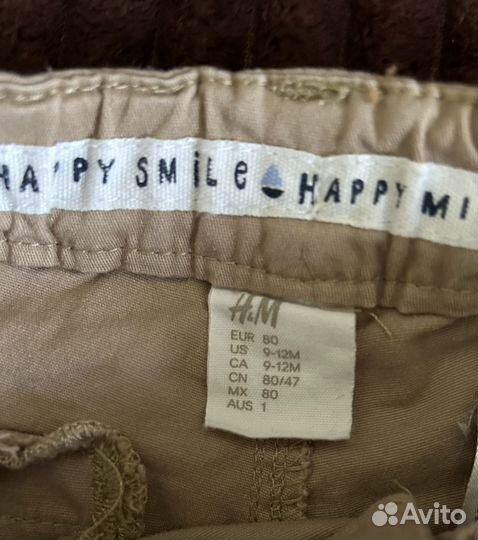 HAPPY SMiLe HAPPY MI
H&M
EUR 80
US 9-12M
CA 9-12M
CN 80/47
MX 80
AUS 1
Avito